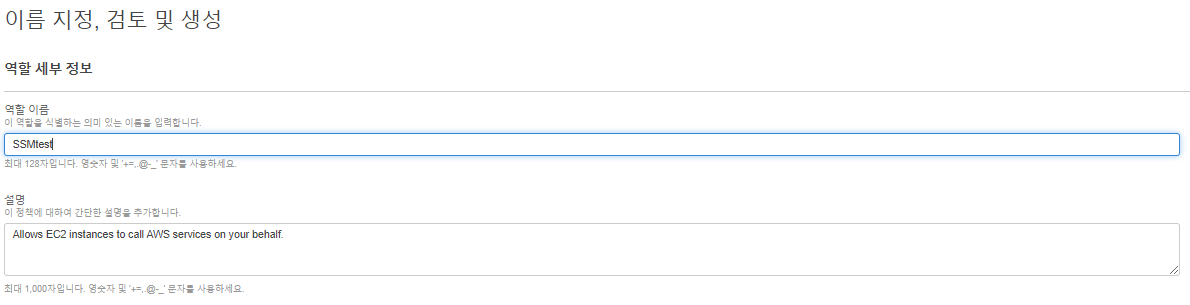 이름 지정, 검토 및 생성
역할 세부 정보
역할 이름
이 역할을 식별하는 의미 있는 이름을 입력합니다.
SSMtest
최대 128자입니다. 영숫자 및 '+=,.@-_' 문자를 사용하세요.
설명
이 정책에 대하여 간단한 설명을 추가합니다.
Allows EC2 instances to call AWS services on your behalf.
최대 1,000자입니다. 영숫자 및 '+=,.@-_' 문자를 사용하세요.